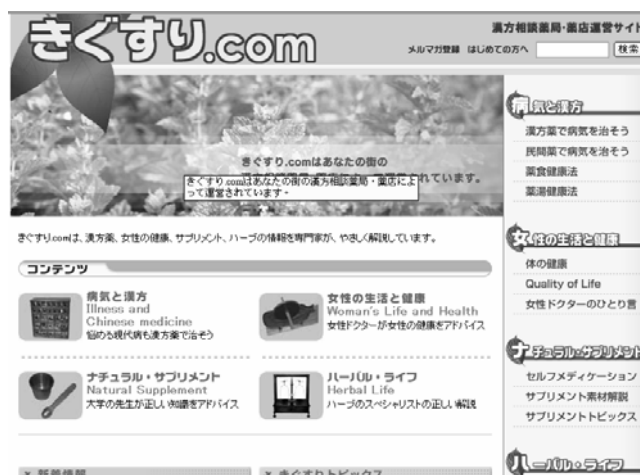 きぐすり.com
漢方相談薬局・薬店運営サイト
メルマガ登録 はじめての方へ
検索
きぐすり.comはあなたの街の
れています。
きぐすり.comはあなたの街の漢方相談薬局・薬店によ
って運営されています。
きぐすり.comは、漢方薬、女性の健康、サプリメント、ハーブの情報を専門家が、やさしく解説しています。
コンテンツ
病気と漢方
Illness and
Chinese medicine
悩める現代病も漢方薬で治そう
女性の生活と健康
Woman's Life and Health
女性ドクターが女性の健康をアドバイス
ナチュラル・サプリメント
Natural Supplement
大学の先生が正しい知識をアドバイス
ハーバル・ライフ
Herbal Life
ハーブのスペシャリストの正しい解説
新着情報
きぐすりトピックス
病気と漢方
漢方薬で病気を治そう
民間薬で病気を治そう
薬食健康法
薬湯健康法
女性の生活と健康
体の健康
Quality of Life
女性ドクターのひとり言
ナチュラル・サプリメント
セルフメディケーション
サプリメント素材解説
サプリメントトピックス
ハーバル・ライフ